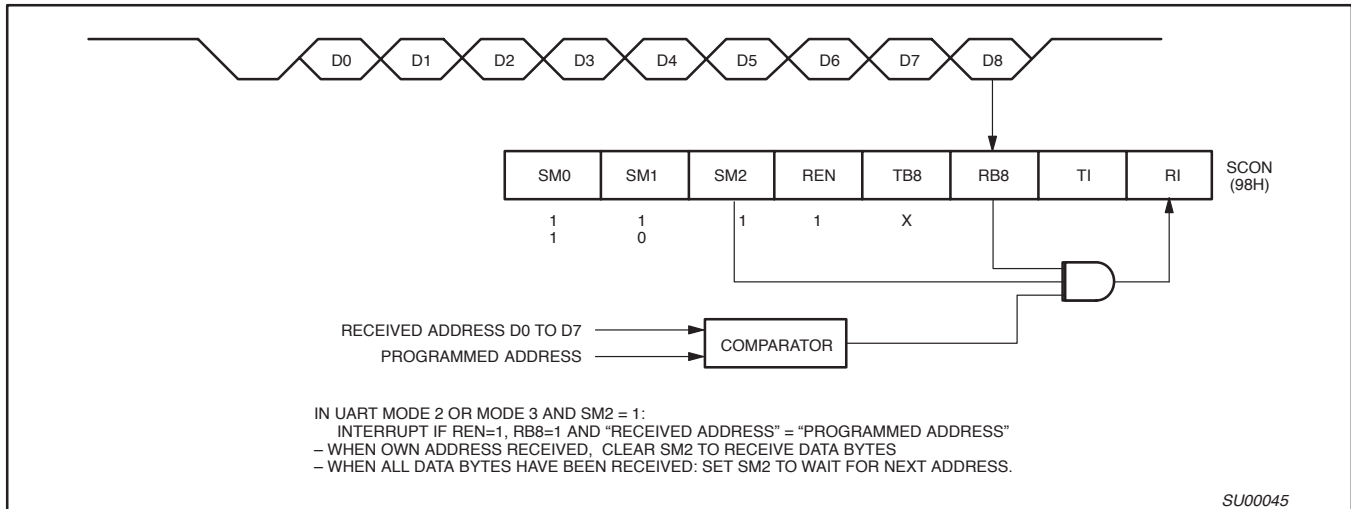 D0 D1 D2 D3 D4 D5 D6 D7 D8
SM0 SM1 SM2 REN TB8 RB8 TI RI
SCON
(98H)
1 1 1 1 X
1 0
RECEIVED ADDRESS D0 TO D7
PROGRAMMED ADDRESS
COMPARATOR
IN UART MODE 2 OR MODE 3 AND SM2 = 1:
INTERRUPT IF REN=1, RB8=1 AND “RECEIVED ADDRESS” = “PROGRAMMED ADDRESS”
– WHEN OWN ADDRESS RECEIVED, CLEAR SM2 TO RECEIVE DATA BYTES
– WHEN ALL DATA BYTES HAVE BEEN RECEIVED: SET SM2 TO WAIT FOR NEXT ADDRESS.
SU00045